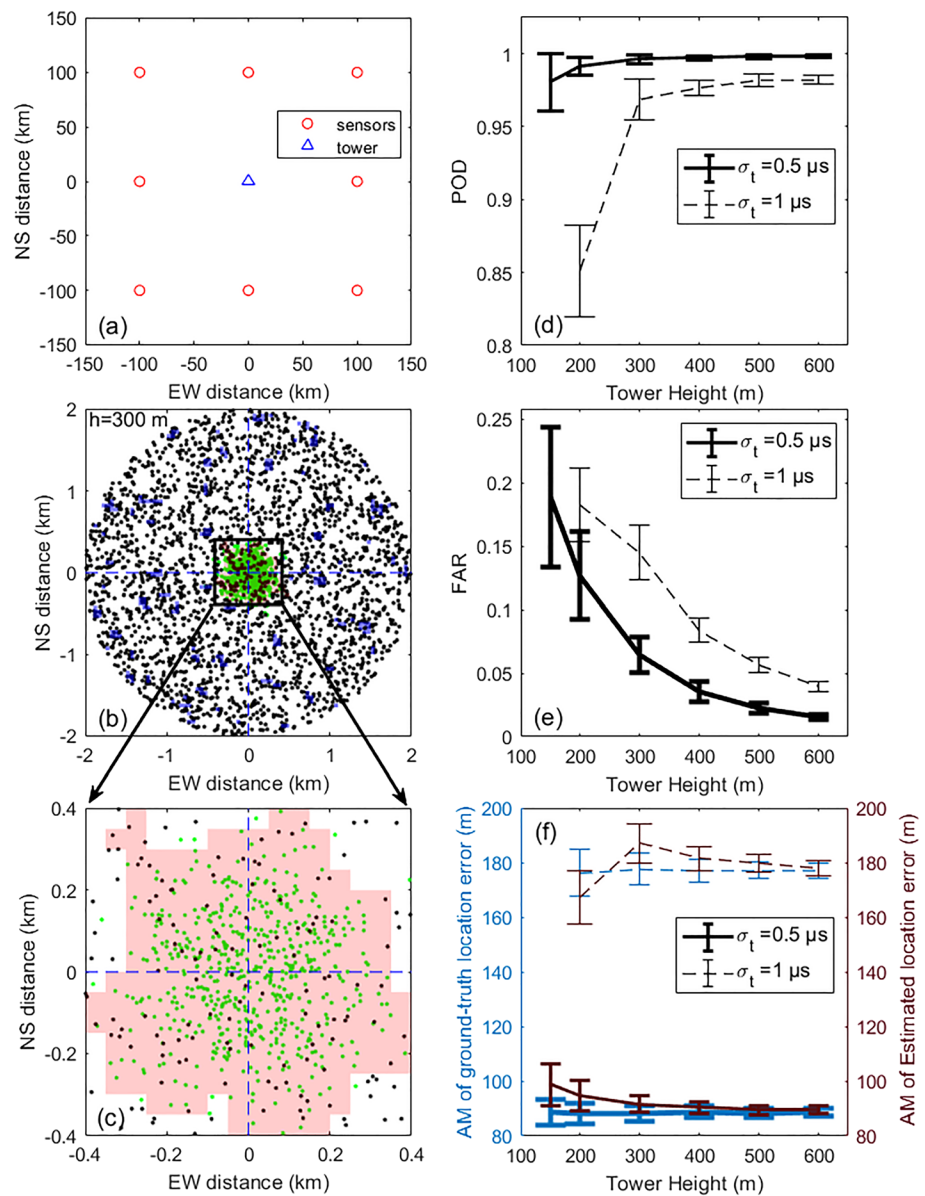 150
100
50
0
-50
-100
-150
-150
-100
-50
0
50
100
150
NS distance (km)
EW distance (km)
sensors
tower
(a)
1
0.95
0.9
0.85
0.8
100
200
300
400
500
600
POD
Tower Height (m)
σt =0.5 µs
σt =1 µs
(d)
h=300 m
2
1
0
-1
-2
-2
-1
0
1
2
NS distance (km)
EW distance (km)
(b)
0.25
0.2
0.15
0.1
0.05
0
100
200
300
400
500
600
FAR
Tower Height (m)
σt =0.5 µs
σt =1 µs
(e)
0.4
0.2
0
-0.2
-0.4
-0.4
-0.2
0
0.2
0.4
NS distance (km)
EW distance (km)
(c)
200
180
160
140
120
100
80
100
200
300
400
500
600
200
180
160
140
120
100
80
AM of ground-truth location error (m)
AM of Estimated location error (m)
Tower Height (m)
σt =0.5 µs
σt =1 µs
(f)